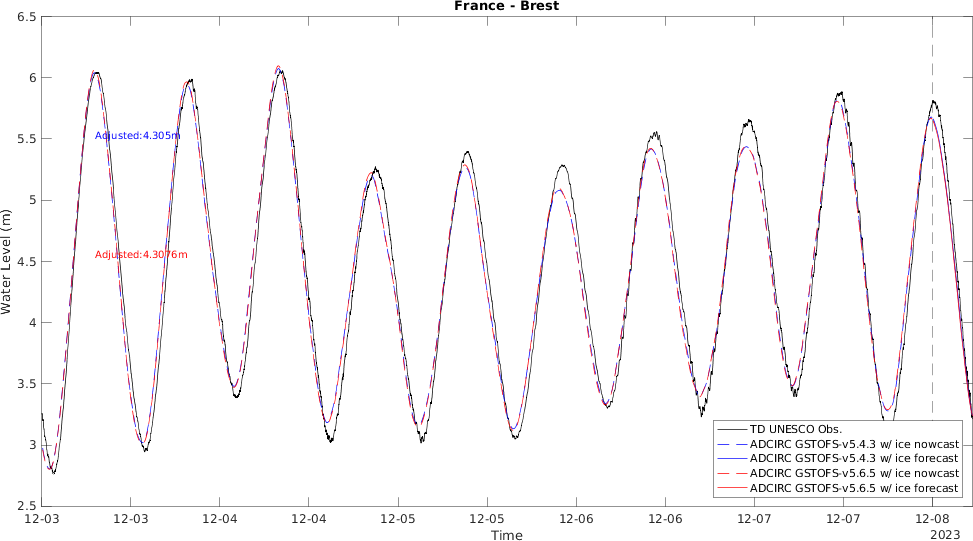 France - Brest
6.5
6
5.5
5
4.5
4
3.5
3
2.5
Water Level (m)
Adjusted:4.305m
Adjusted:4.3076m
TD UNESCO Obs.
ADCIRC GSTOFS-v5.4.3 w/ ice nowcast
ADCIRC GSTOFS-v5.4.3 w/ ice forecast
ADCIRC GSTOFS-v5.6.5 w/ ice nowcast
ADCIRC GSTOFS-v5.6.5 w/ ice forecast
12-03 12-03 12-04 12-04 12-05 12-05 12-06 12-06 12-07 12-07 12-08
Time
2023